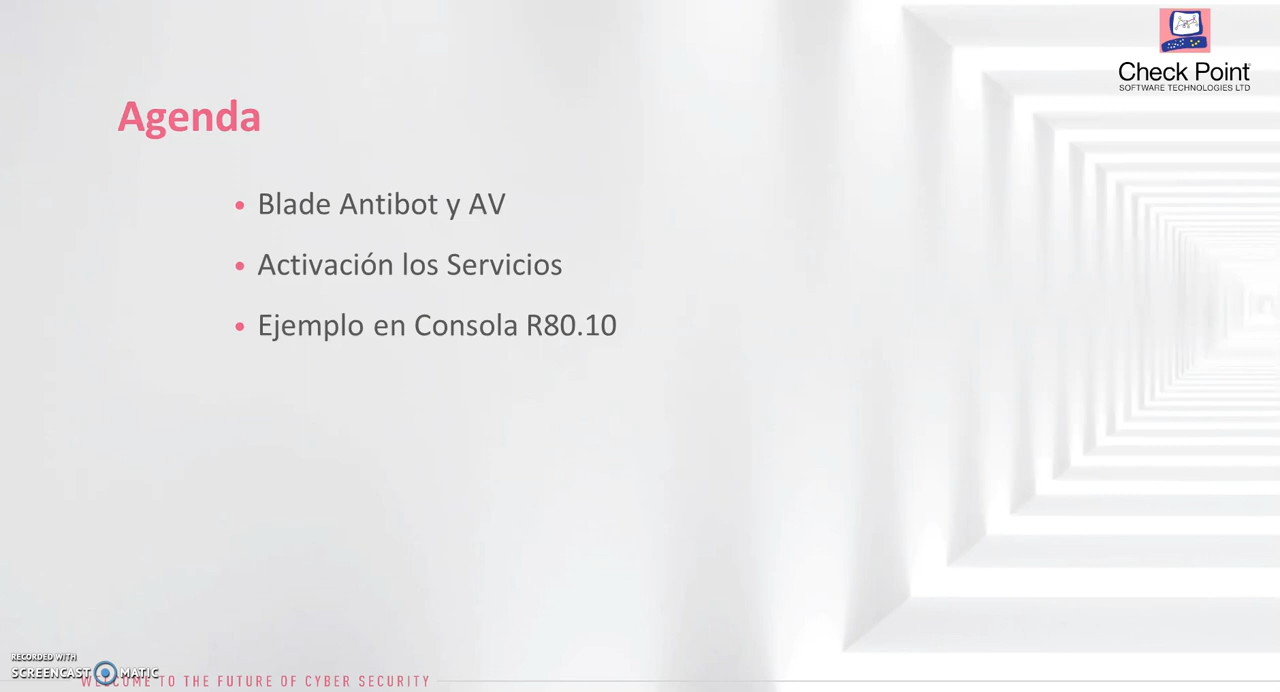 Check Point
SOFTWARE TECHNOLOGIES LTD
Agenda
• Blade Antibot y AV
• Activación los Servicios
• Ejemplo en Consola R80.10
RECORDED WITH
SCREENCAST MATIC
WELCOME TO THE FUTURE OF CYBER SECURITY